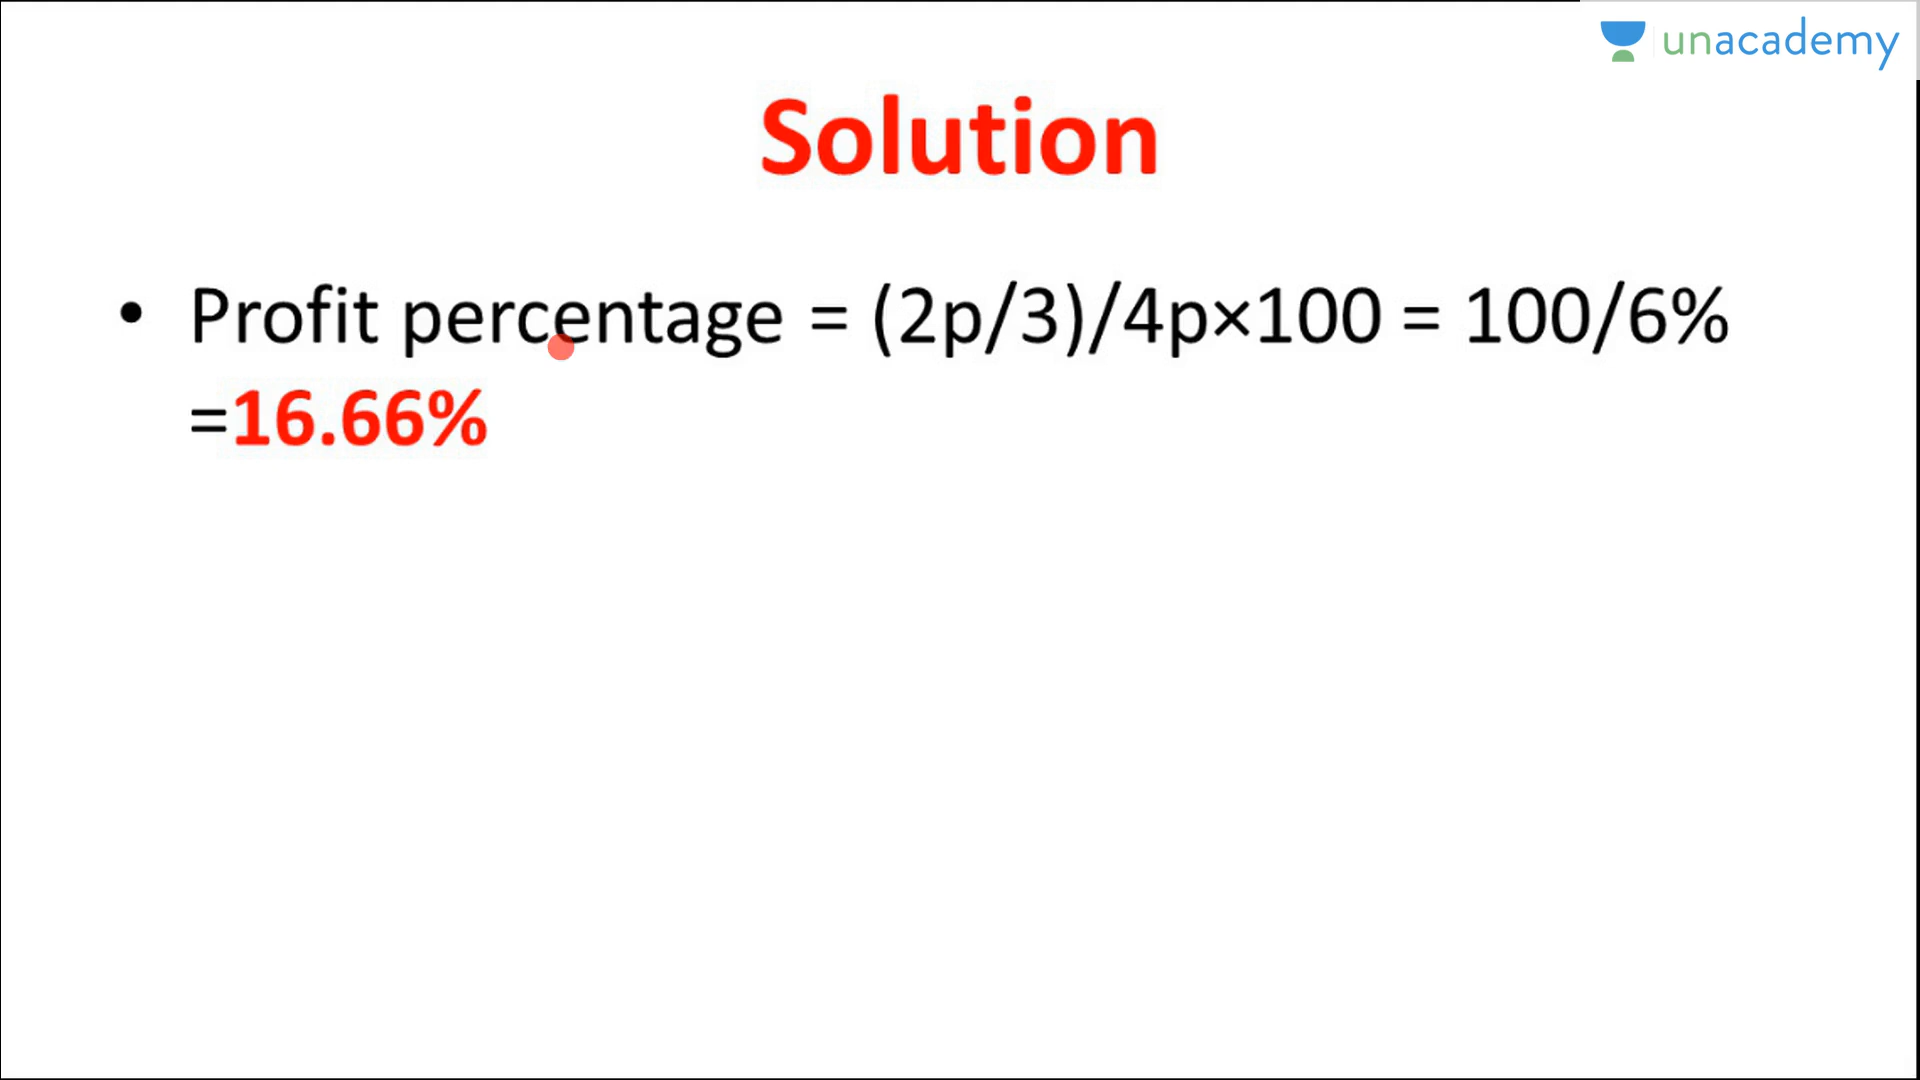 unacademy
Solution
• Profit percentage = (2p/3)/4p×100 = 100/6%
=16.66%